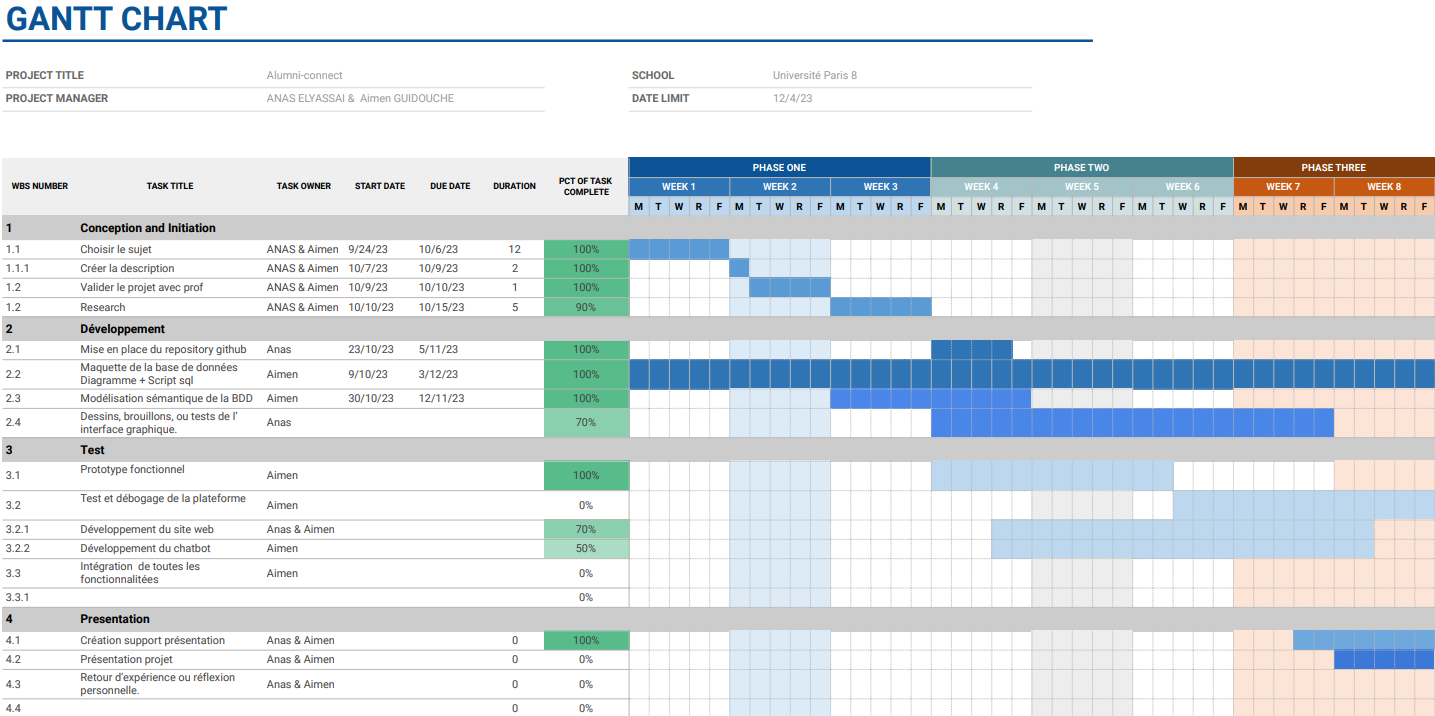 GANTT CHART
PROJECT TITLE Alumni-connect SCHOOL Université Paris 8
PROJECT MANAGER ANAS ELYASSAI & Aimen GUIDOUCHE DATE LIMIT 12/4/23
PHASE ONE PHASE TWO PHASE THREE
WBS NUMBER TASK TITLE TASK OWNER START DATE DUE DATE DURATION PCT OF TASK COMPLETE
WEEK 1 WEEK 2 WEEK 3 WEEK 4 WEEK 5 WEEK 6 WEEK 7 WEEK 8
M T W R F M T W R F M T W R F M T W R F M T W R F M T W R F M T W R F M T W R F
1 Conception and Initiation
1.1 Choisir le sujet ANAS & Aimen 9/24/23 10/6/23 12 100%
1.1.1 Créer la description ANAS & Aimen 10/7/23 10/9/23 2 100%
1.2 Valider le projet avec prof ANAS & Aimen 10/9/23 10/10/23 1 100%
1.2 Research ANAS & Aimen 10/10/23 10/15/23 5 90%
2 Développement
2.1 Mise en place du repository github Anas 23/10/23 5/11/23 100%
2.2 Maquette de la base de données
Diagramme + Script sql Aimen 9/10/23 3/12/23 100%
2.3 Modélisation sémantique de la BDD Aimen 30/10/23 12/11/23 100%
2.4 Dessins, brouillons, ou tests de l'
interface graphique. Anas 70%
3 Test
3.1 Prototype fonctionnel Aimen 100%
3.2 Test et débogage de la plateforme Aimen 0%
3.2.1 Développement du site web Anas & Aimen 70%
3.2.2 Développement du chatbot Aimen 50%
3.3 Intégration de toutes les
fonctionnalitées Aimen 0%
3.3.1 0%
4 Presentation
4.1 Création support présentation Anas & Aimen 0 100%
4.2 Présentation projet Anas & Aimen 0 0%
4.3 Retour d'expérience ou réflexion
personnelle. Anas & Aimen 0 0%
4.4 0 0%